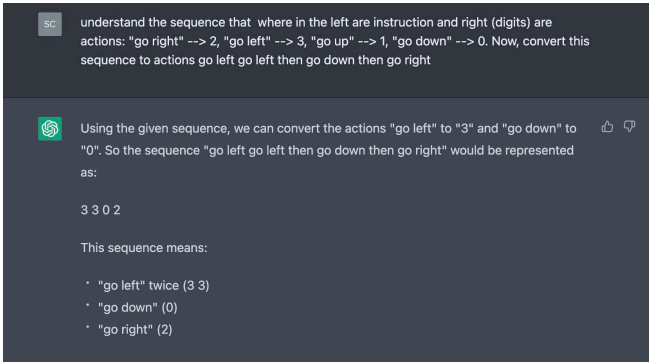 SC
understand the sequence that where in the left are instruction and right (digits) are
actions: "go right" --> 2, "go left" --> 3, "go up" --> 1, "go down" --> 0. Now, convert this
sequence to actions go left go left then go down then go right
Using the given sequence, we can convert the actions "go left" to "3" and "go down" to
"0". So the sequence "go left go left then go down then go right" would be represented
as:
3 3 0 2
This sequence means:
• "go left" twice (3 3)
• "go down" (0)
• "go right" (2)